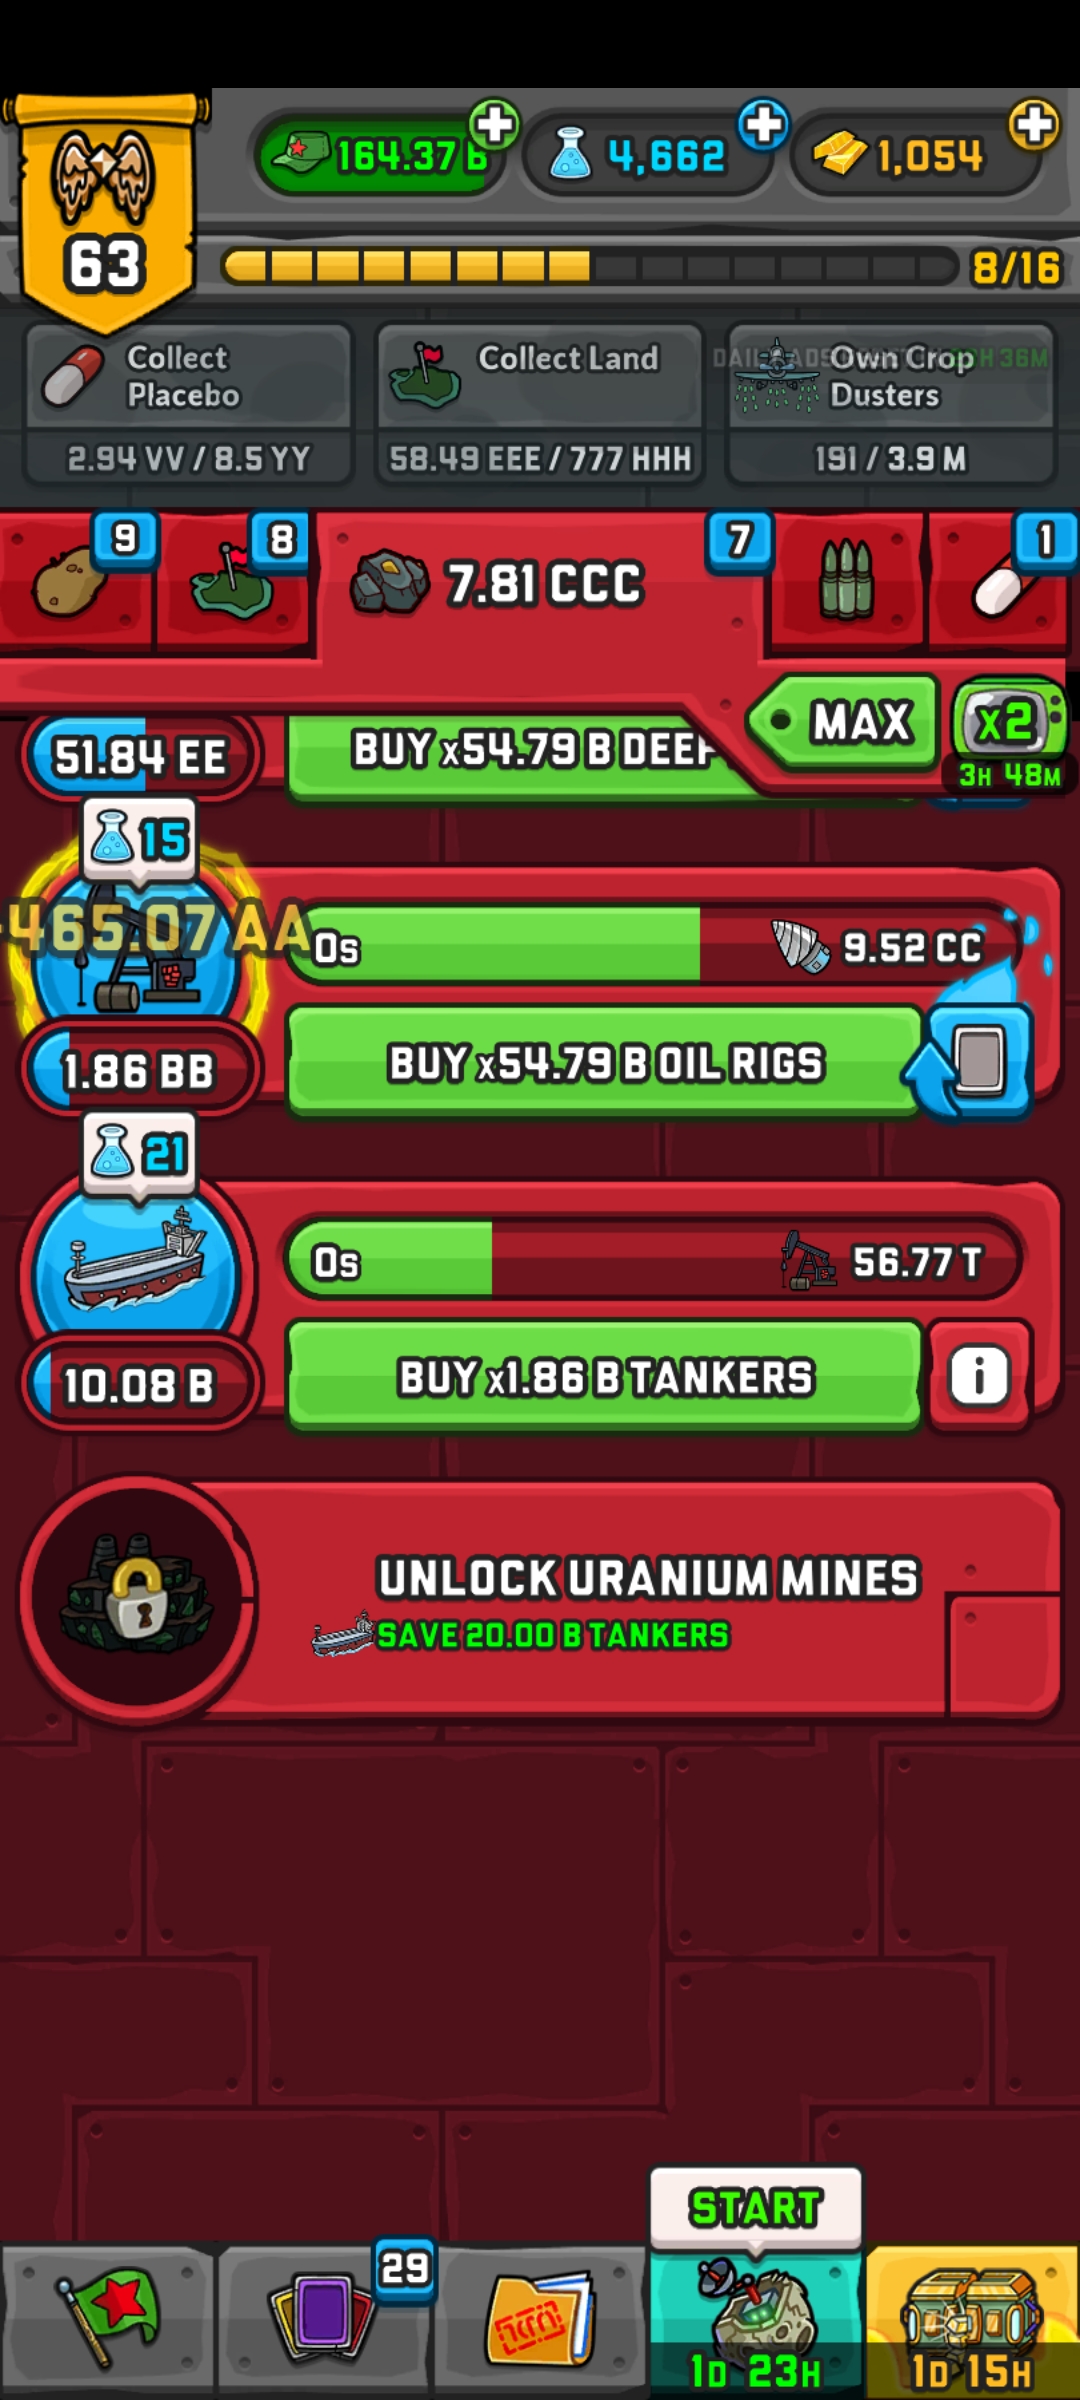 164.37 B
4,662
1,054
63
8/16
Collect
Placebo
2.94 VV / 8.5 YY
Collect Land
58.49 EEE / 777 HHH
Own Crop
Dusters
191 / 3.9 M
36M
9
8
7.81 CCC
7
1
MAX
x2
3H 48M
51.84 EE
BUY x54.79 B DEEP
15
465.07 AA
0s
9.52 CC
1.86 BB
BUY x54.79 B OIL RIGS
21
0s
56.77 T
10.08 B
BUY x1.86 B TANKERS
i
UNLOCK URANIUM MINES
SAVE 20.00 B TANKERS
START
29
1D 23H
1D 15H